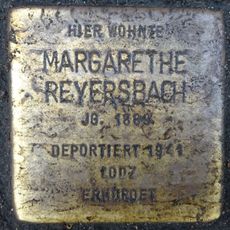 HIER WOHNTE
MARGARETHE
REYERSBACH
JG.
DEPORTIERT 1941
LODZ
ERMORDET